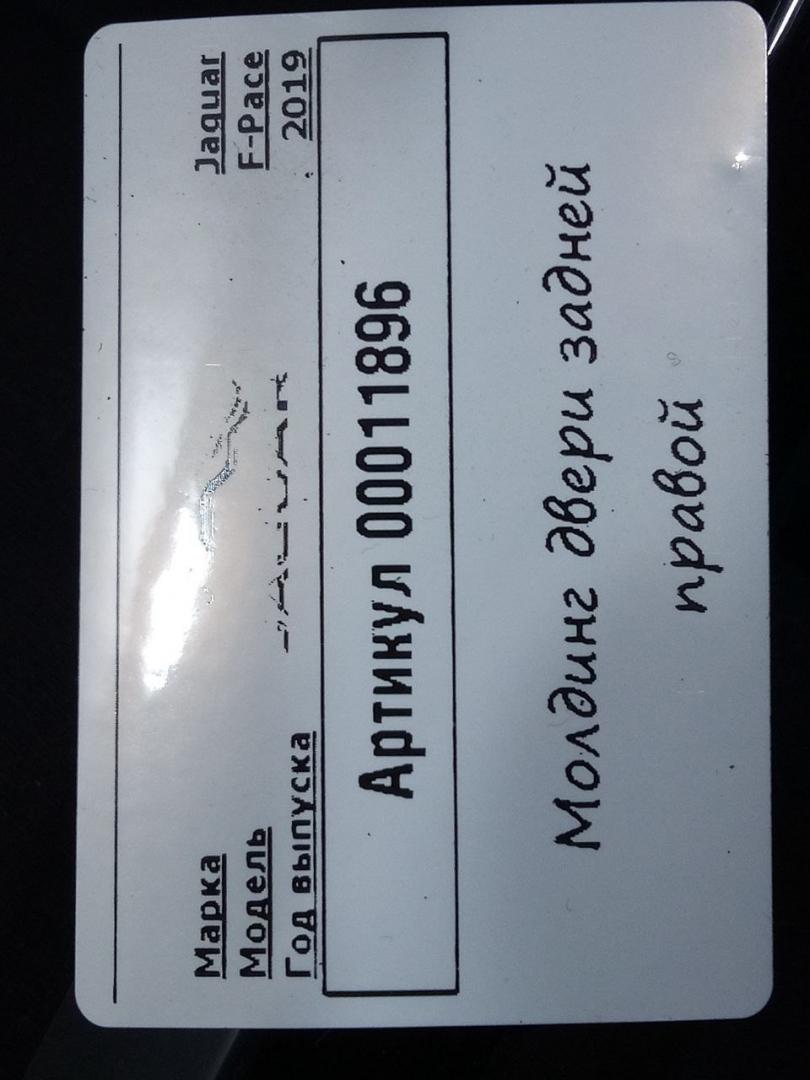 Марка Jaguar
Модель F-Pace
Год выпуска 2019
Артикул 00011896
Молдинг двери задней
правой